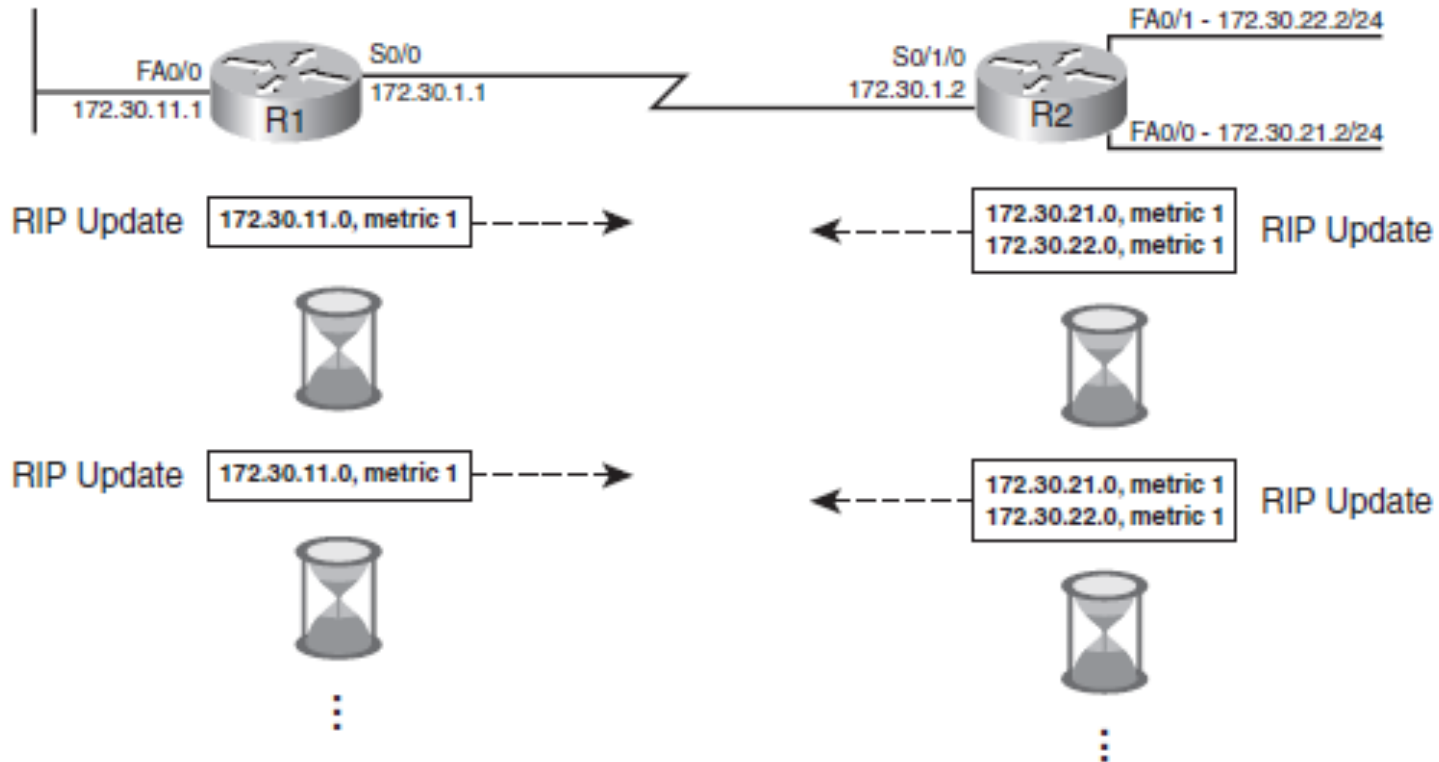 FA0/1 - 172.30.22.2/24
FA0/0
172.30.11.1
R1
S0/0
172.30.1.1
S0/1/0
172.30.1.2
R2
FA0/0 - 172.30.21.2/24
RIP Update
172.30.11.0, metric 1
172.30.21.0, metric 1
172.30.22.0, metric 1
RIP Update
RIP Update
172.30.11.0, metric 1
172.30.21.0, metric 1
172.30.22.0, metric 1
RIP Update